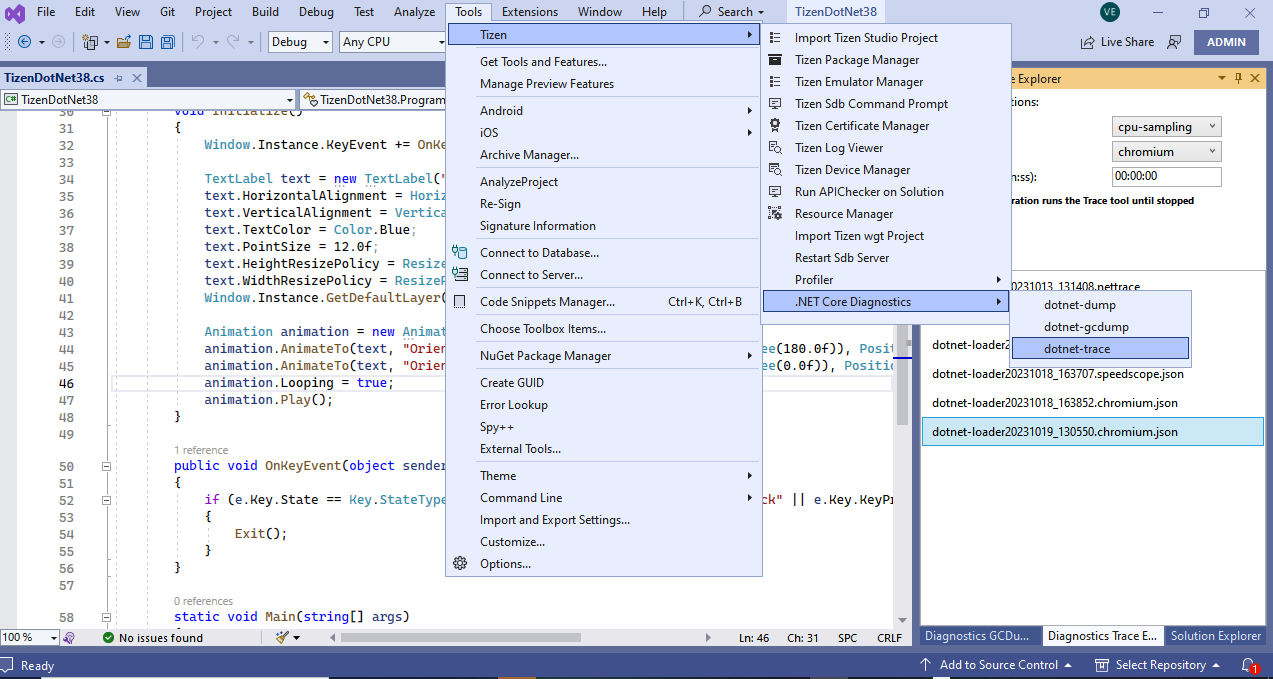 File Edit View Git Project Build Debug Test Analyze Tools Extensions Window Help Search TizenDotNet38 VE
Debug Any CPU Live Share ADMIN
TizenDotNet38.cs
TizenDotNet38 TizenDotNet38.Program
30 void Initialize()
31 {
32 Window.Instance.KeyEvent += OnKe
33
34 TextLabel text = new TextLabel("
35 text.HorizontalAlignment = Horiz
36 text.VerticalAlignment = Vertica
37 text.TextColor = Color.Blue;
38 text.PointSize = 12.0f;
39 text.HeightResizePolicy = Resize
40 text.WidthResizePolicy = ResizeP
41 Window.Instance.GetDefaultLayer(
42
43 Animation animation = new Animat
44 animation.AnimateTo(text, "Orien ee(180.0f)), Posit
45 animation.AnimateTo(text, "Orien ee(0.0f)), Positio
46 animation.Looping = true;
47 animation.Play();
48 }
49
1 reference
50 public void OnKeyEvent(object sender
51 {
52 if (e.Key.State == Key.StateType ck" || e.Key.KeyPr
53 {
54 Exit();
55 }
56 }
57
0 references
58 static void Main(string[] args)
Tizen
Get Tools and Features...
Manage Preview Features
Android
iOS
Archive Manager...
AnalyzeProject
Re-Sign
Signature Information
Connect to Database...
Connect to Server...
Code Snippets Manager... Ctrl+K, Ctrl+B
Choose Toolbox Items...
NuGet Package Manager
Create GUID
Error Lookup
Spy++
External Tools...
Theme
Command Line
Import and Export Settings...
Customize...
Options...
Import Tizen Studio Project
Tizen Package Manager
Tizen Emulator Manager
Tizen Sdb Command Prompt
Tizen Certificate Manager
Tizen Log Viewer
Tizen Device Manager
Run APIChecker on Solution
Resource Manager
Import Tizen wgt Project
Restart Sdb Server
Profiler
.NET Core Diagnostics
dotnet-dump
dotnet-gcdump
dotnet-trace
e Explorer
ions:
cpu-sampling
chromium
n:ss): 00:00:00
ration runs the Trace tool until stopped
20231013_131408.nettrace
dotnet-loader2
dotnet-loader20231018_163707.speedscope.json
dotnet-loader20231018_163852.chromium.json
dotnet-loader20231019_130550.chromium.json
Diagnostics GCDu... Diagnostics Trace E... Solution Explorer
100 % No issues found Ln: 46 Ch: 31 SPC CRLF
Ready Add to Source Control Select Repository 1